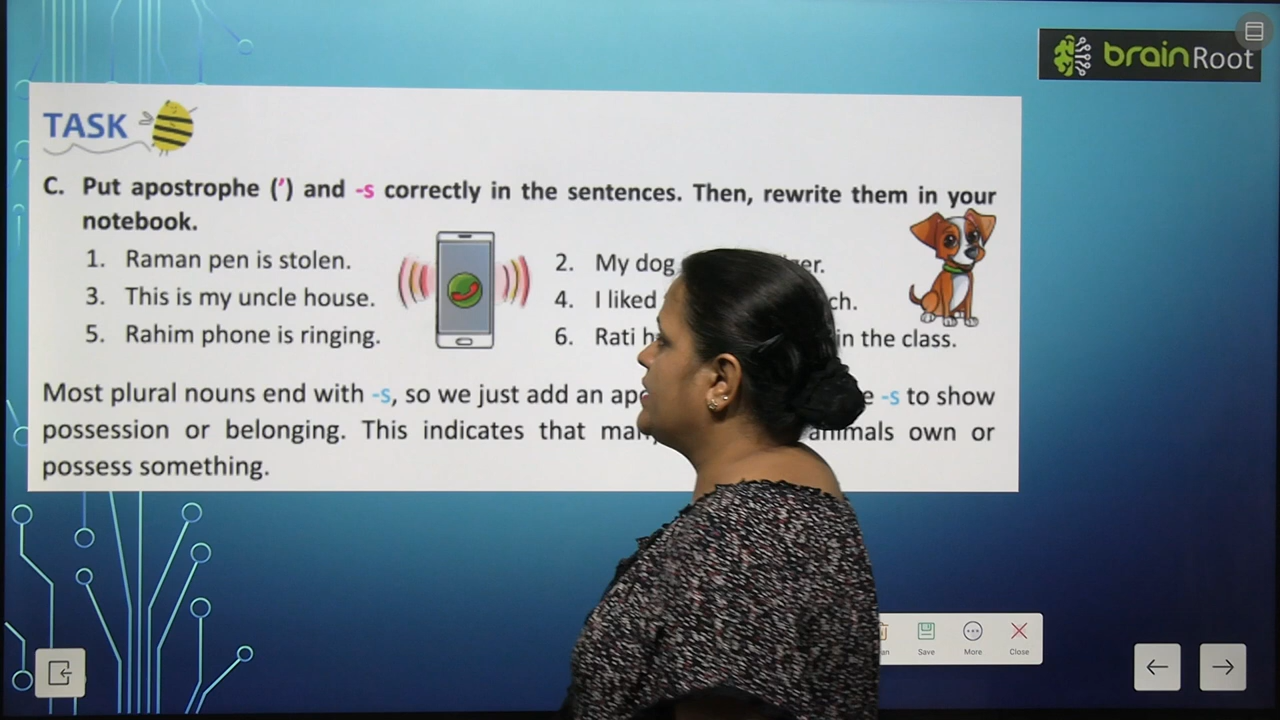 brainRoot
TASK
C. Put apostrophe (’) and -s correctly in the sentences. Then, rewrite them in your
notebook.
1. Raman pen is stolen.
2. My dog
3. This is my uncle house.
4. I liked
5. Rahim phone is ringing.
6. Rati in the class.
Most plural nouns end with -s, so we just add an -s to show
possession or belonging. This indicates that animals own or
possess something.
Save More Close